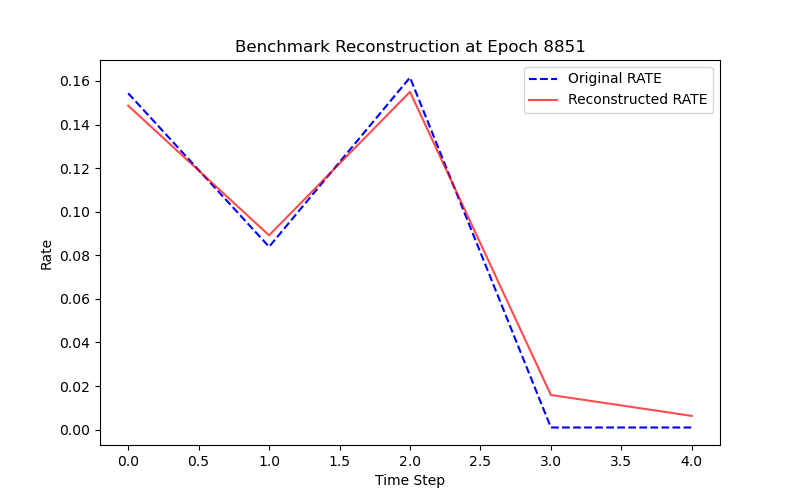 Benchmark Reconstruction at Epoch 8851
Original RATE
Reconstructed RATE
0.16
0.14
0.12
0.10
0.08
0.06
0.04
0.02
0.00
Rate
0.0 0.5 1.0 1.5 2.0 2.5 3.0 3.5 4.0
Time Step